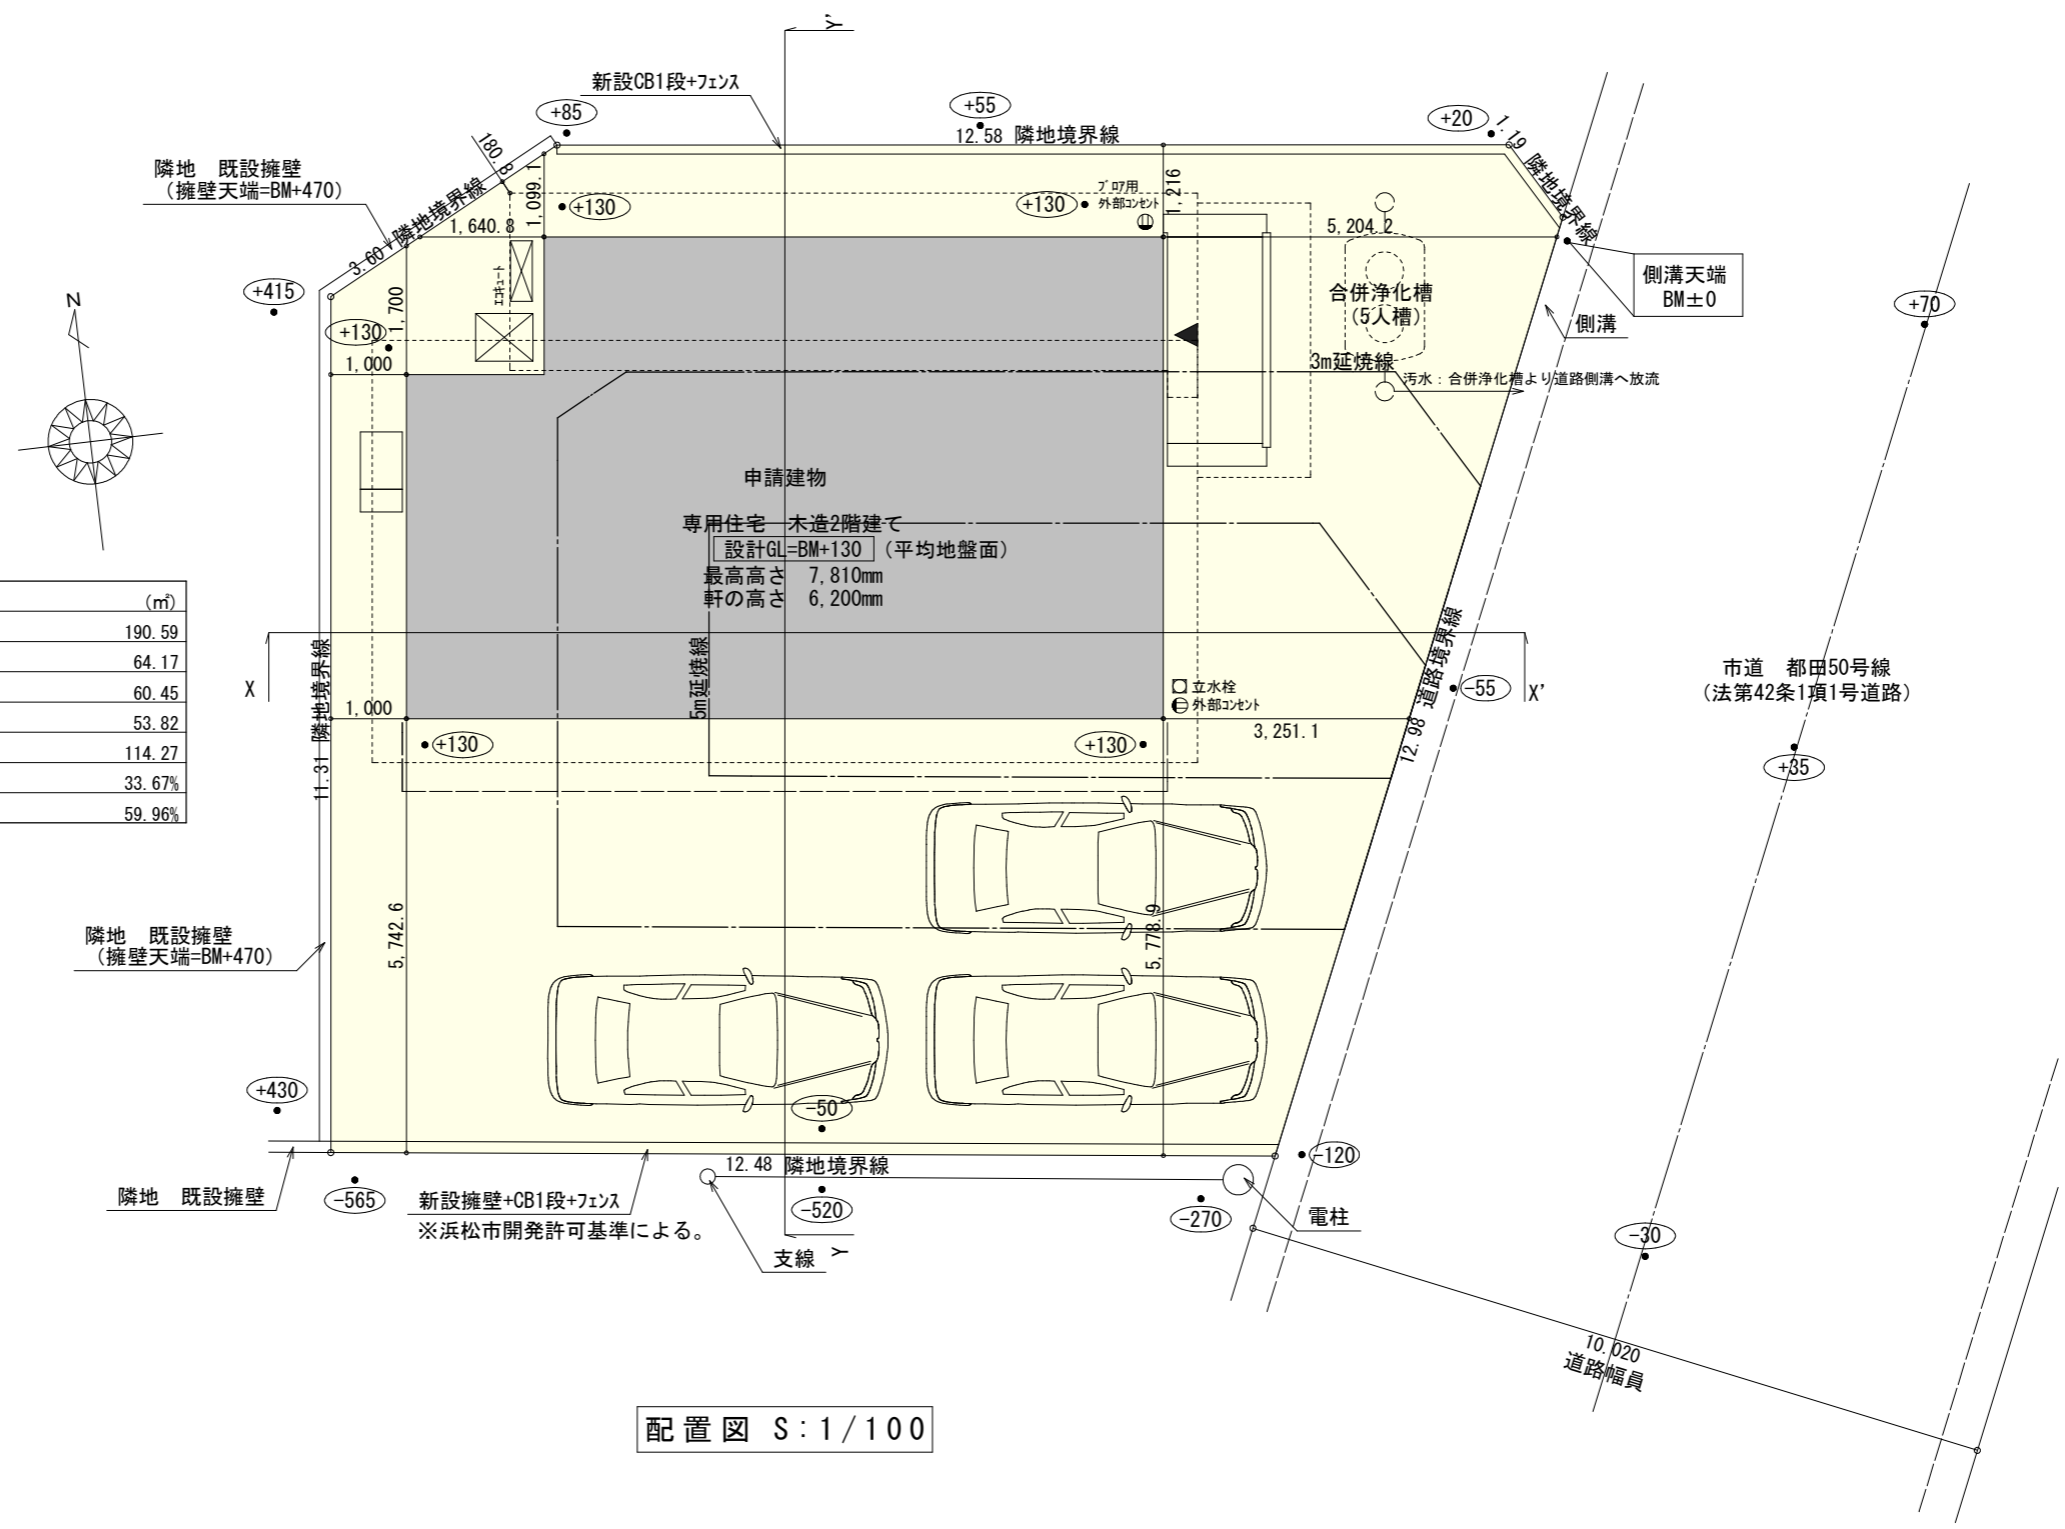 Y'
新設CB1段+ﾌｪﾝｽ
+85
+55
+20
12.58 隣地境界線
1.19 隣地境界線
180.8
隣地 既設擁壁
(擁壁天端=BM+470)
3.60 隣地境界線
1,099.1
+130
+130
ﾌﾞﾛｱ用
外部ｺﾝｾﾝﾄ
1,216
1,640.8
5,204.2
N
+415
ｴｺｷｭｰﾄ
1,700
合併浄化槽
(5人槽)
側溝天端
BM±0
+70
側溝
+130
1,000
3m延焼線
汚水：合併浄化槽より道路側溝へ放流
申請建物
専用住宅 木造2階建て
設計GL=BM+130 (平均地盤面)
最高高さ 7,810mm
軒の高さ 6,200mm
(㎡)
190.59
64.17
60.45
53.82
114.27
33.67%
59.96%
11.31 隣地境界線
X
5m延焼線
立水栓
外部ｺﾝｾﾝﾄ
12.98 道路境界線
-55
X'
市道 都田50号線
(法第42条1項1号道路)
1,000
3,251.1
+130
+130
+35
5,742.6
5,778.9
隣地 既設擁壁
(擁壁天端=BM+470)
+430
-50
-120
12.48 隣地境界線
隣地 既設擁壁
-565
新設擁壁+CB1段+ﾌｪﾝｽ
※浜松市開発許可基準による。
-520
-270
電柱
支線
Y
-30
10.020
道路幅員
配置図 S:1/100